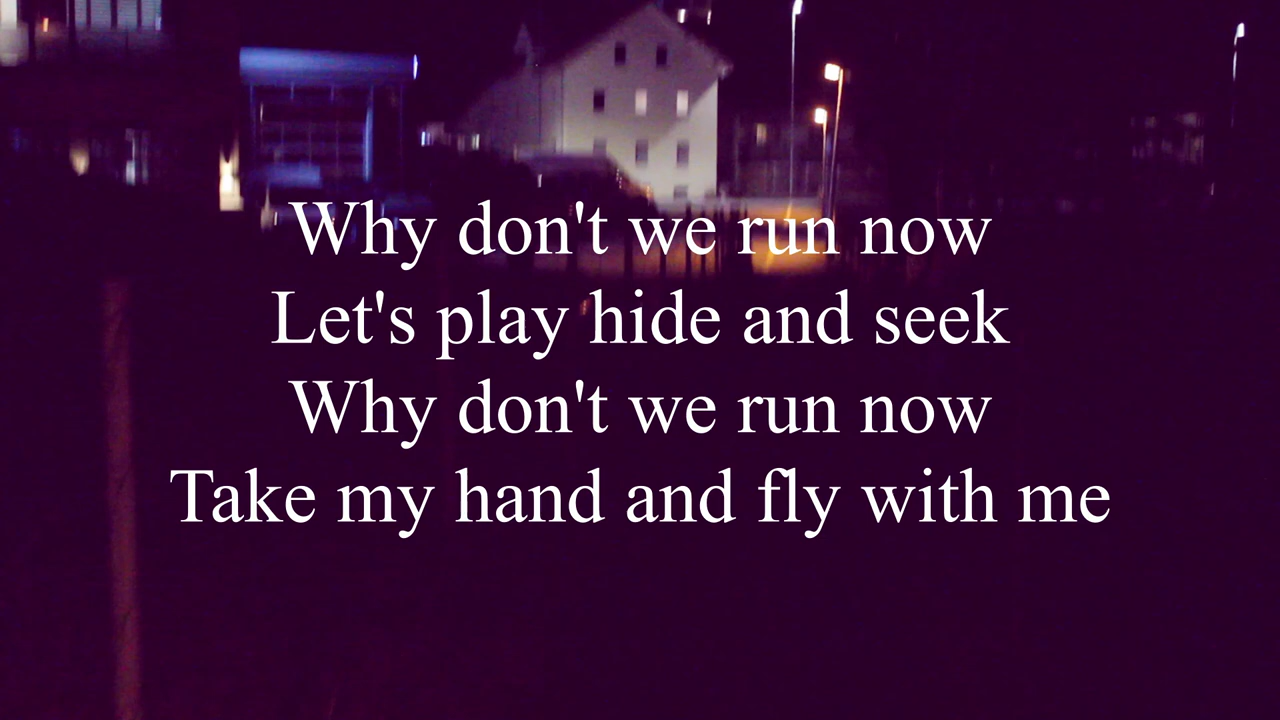 Why don't we run now
Let's play hide and seek
Why don't we run now
Take my hand and fly with me